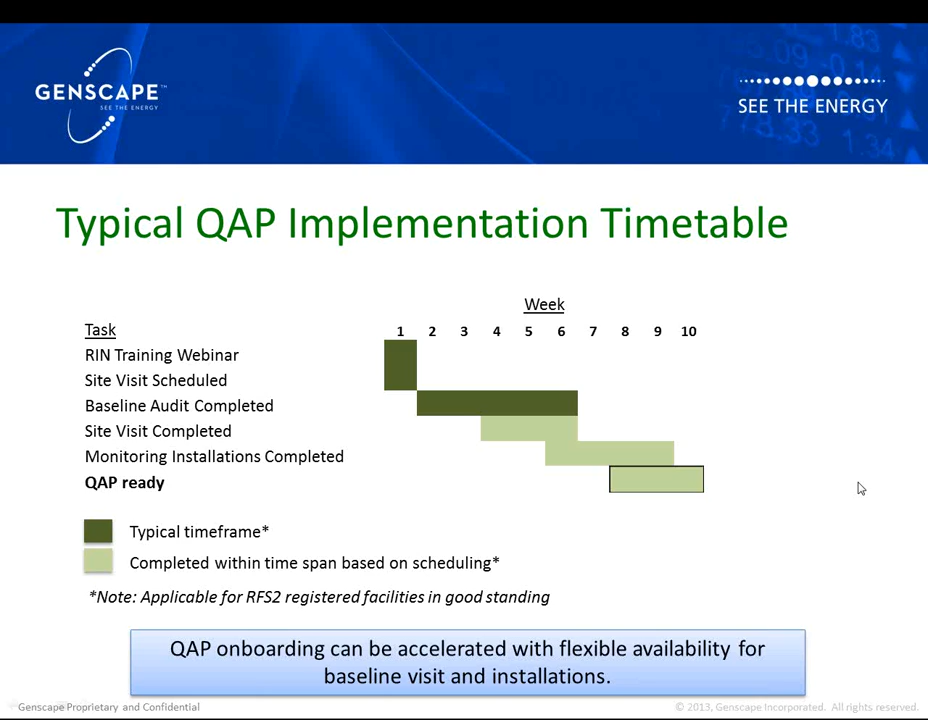 GENSCAPE™
SEE THE ENERGY
SEE THE ENERGY
Typical QAP Implementation Timetable
Week
Task 1 2 3 4 5 6 7 8 9 10
RIN Training Webinar
Site Visit Scheduled
Baseline Audit Completed
Site Visit Completed
Monitoring Installations Completed
QAP ready
Typical timeframe*
Completed within time span based on scheduling*
*Note: Applicable for RFS2 registered facilities in good standing
QAP onboarding can be accelerated with flexible availability for
baseline visit and installations.
Genscape Proprietary and Confidential
© 2013, Genscape Incorporated. All rights reserved.